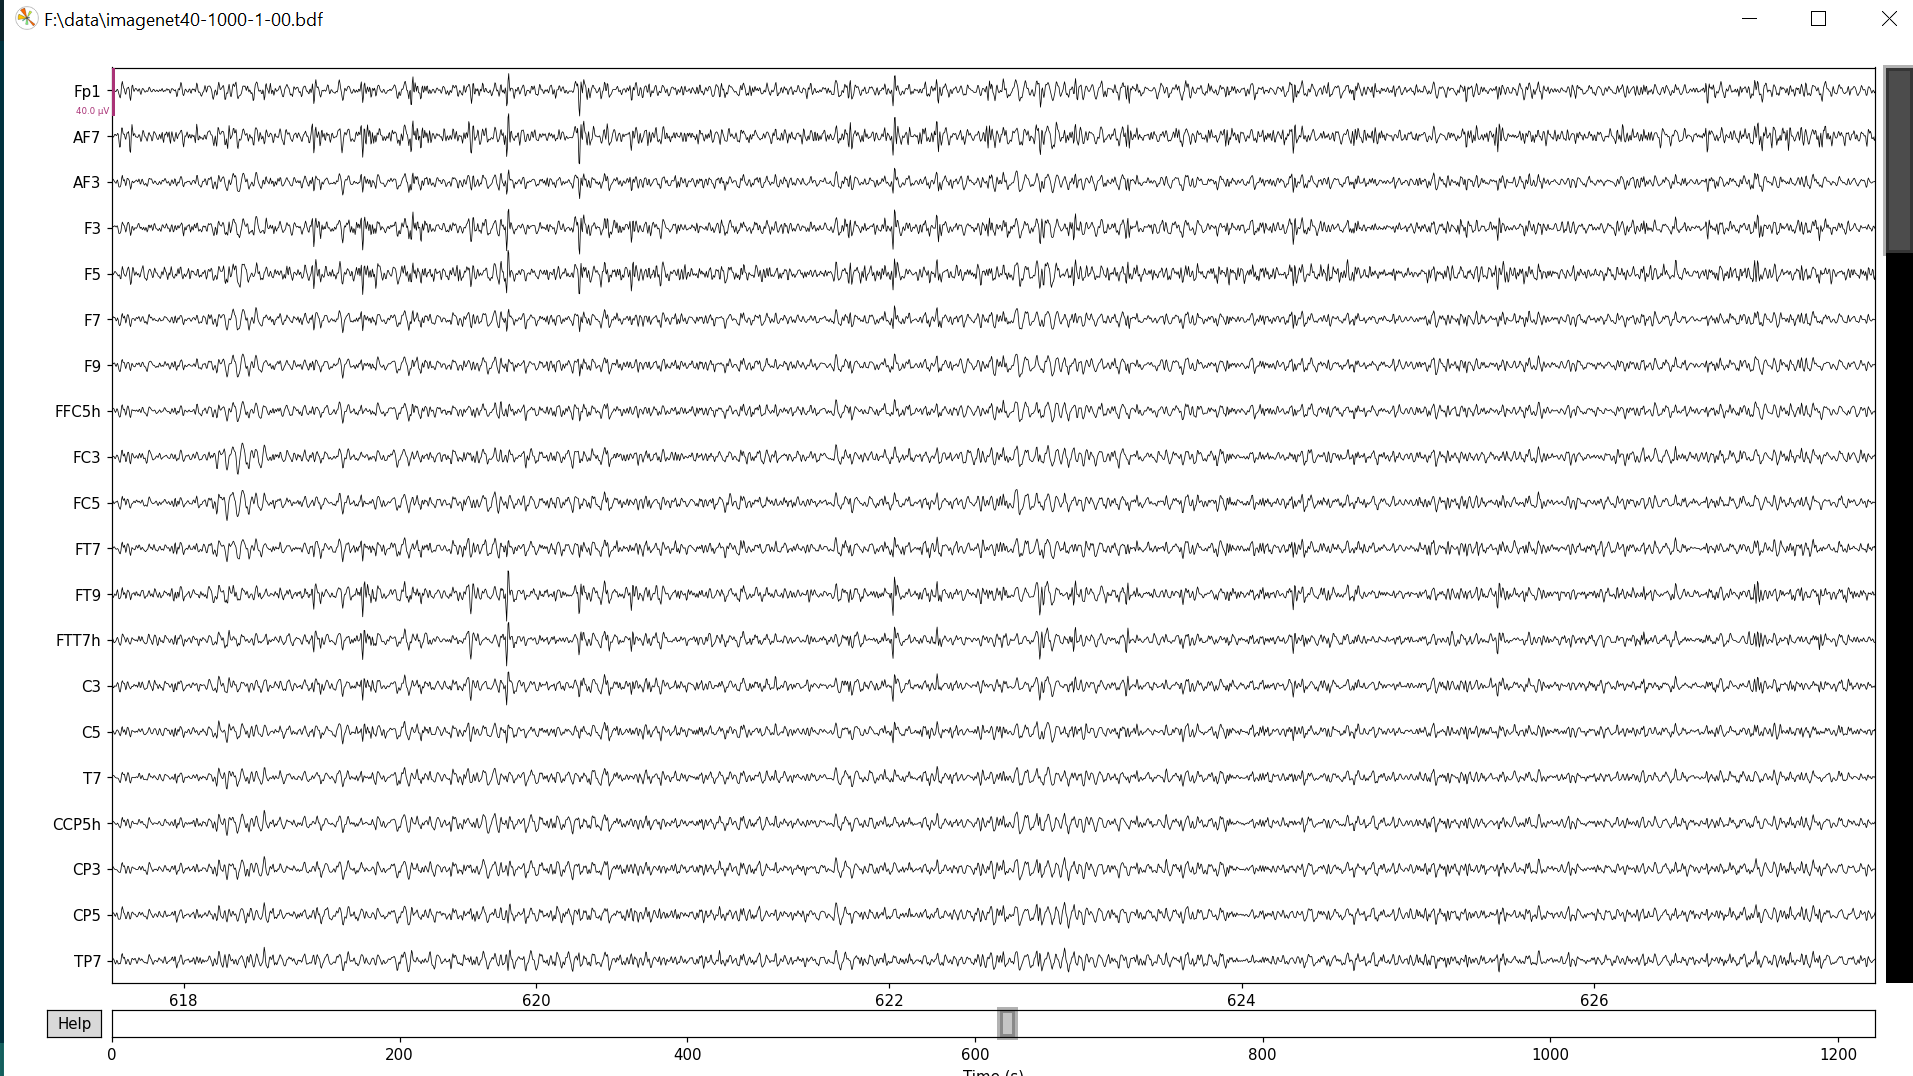 F:\data\imagenet40-1000-1-00.bdf
Fp1
40.0 µV
AF7
AF3
F3
F5
F7
F9
FFC5h
FC3
FC5
FT7
FT9
FTT7h
C3
C5
T7
CCP5h
CP3
CP5
TP7
618 620 622 624 626
Help
0 200 400 600 800 1000 1200
Time (s)